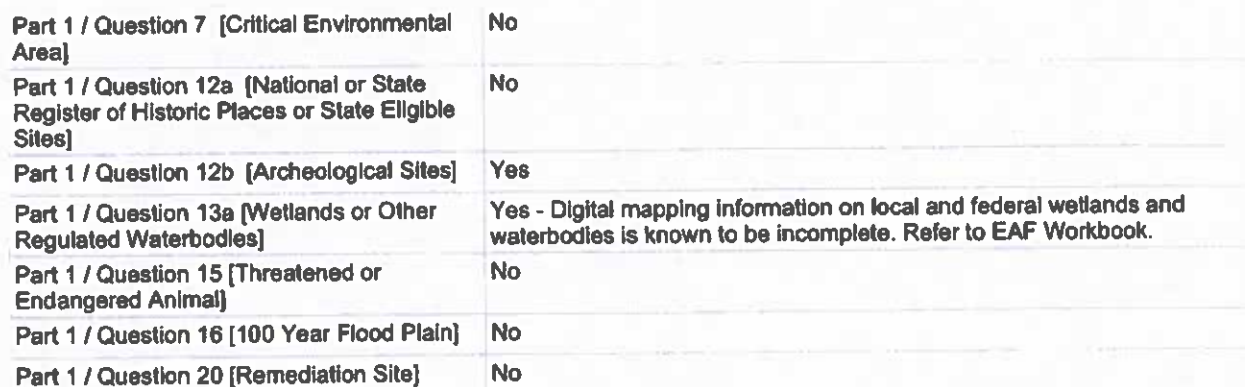 Part 1 / Question 7 [Critical Environmental Area] No
Part 1 / Question 12a [National or State Register of Historic Places or State Eligible Sites] No
Part 1 / Question 12b [Archeological Sites] Yes
Part 1 / Question 13a [Wetlands or Other Regulated Waterbodies] Yes - Digital mapping information on local and federal wetlands and waterbodies is known to be incomplete. Refer to EAF Workbook.
Part 1 / Question 15 [Threatened or Endangered Animal] No
Part 1 / Question 16 [100 Year Flood Plain] No
Part 1 / Question 20 [Remediation Site] No